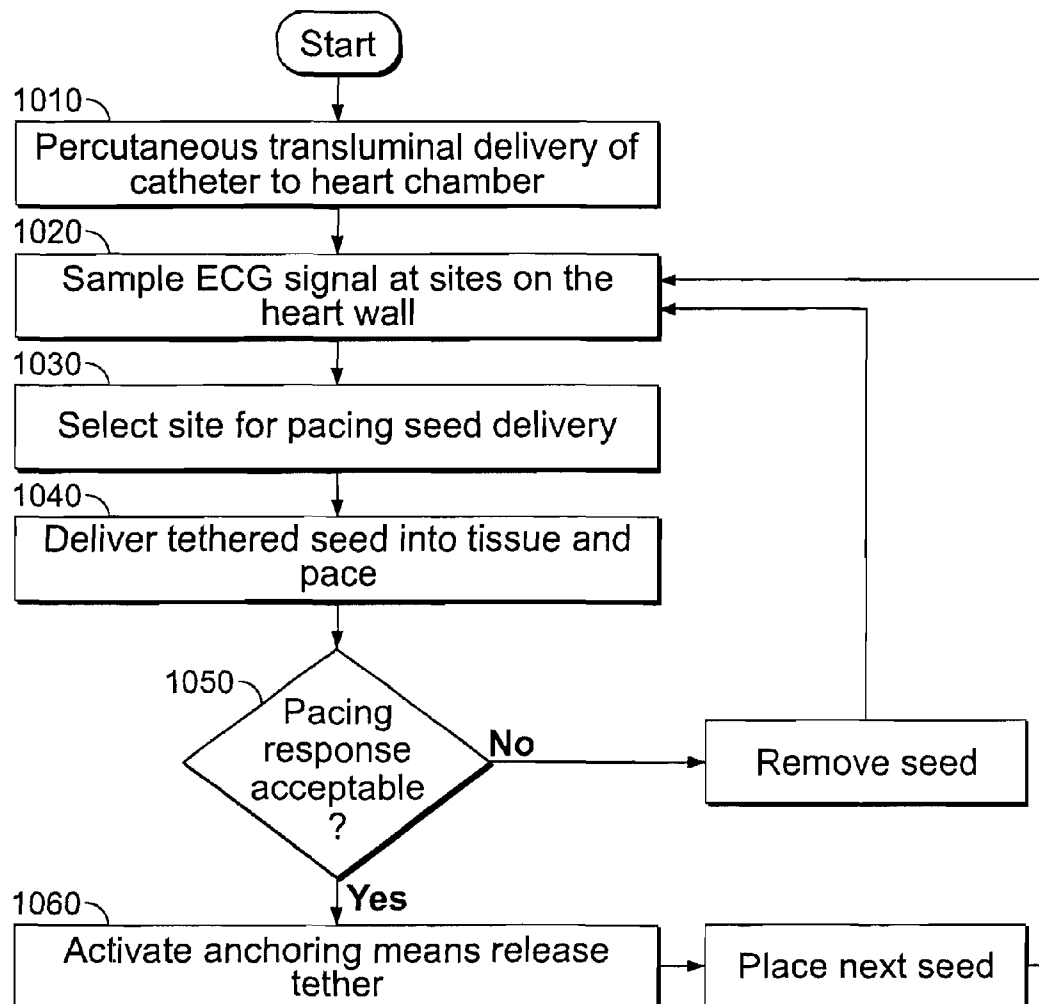 Start
1010
Percutaneous transluminal delivery of
catheter to heart chamber
1020
Sample ECG signal at sites on the
heart wall
1030
Select site for pacing seed delivery
1040
Deliver tethered seed into tissue and
pace
1050
Pacing
response
acceptable
?
No
Remove seed
Yes
1060
Activate anchoring means release
tether
Place next seed